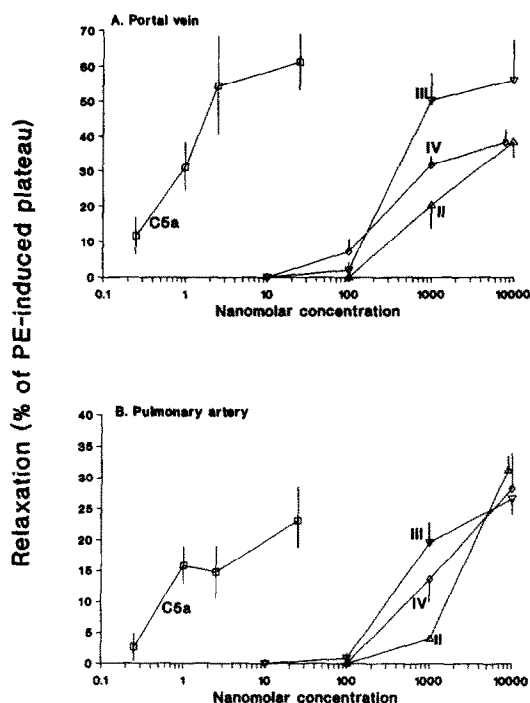 Relaxation (% of PE-induced plateau)
A. Portal vein
70
60
50
40
30
20
10
0
C5a
III
IV
II
0.1 1 10 100 1000 10000
Nanomolar concentration
B. Pulmonary artery
40
35
30
25
20
15
10
5
0
C5a
III
IV
II
0.1 1 10 100 1000 10000
Nanomolar concentration